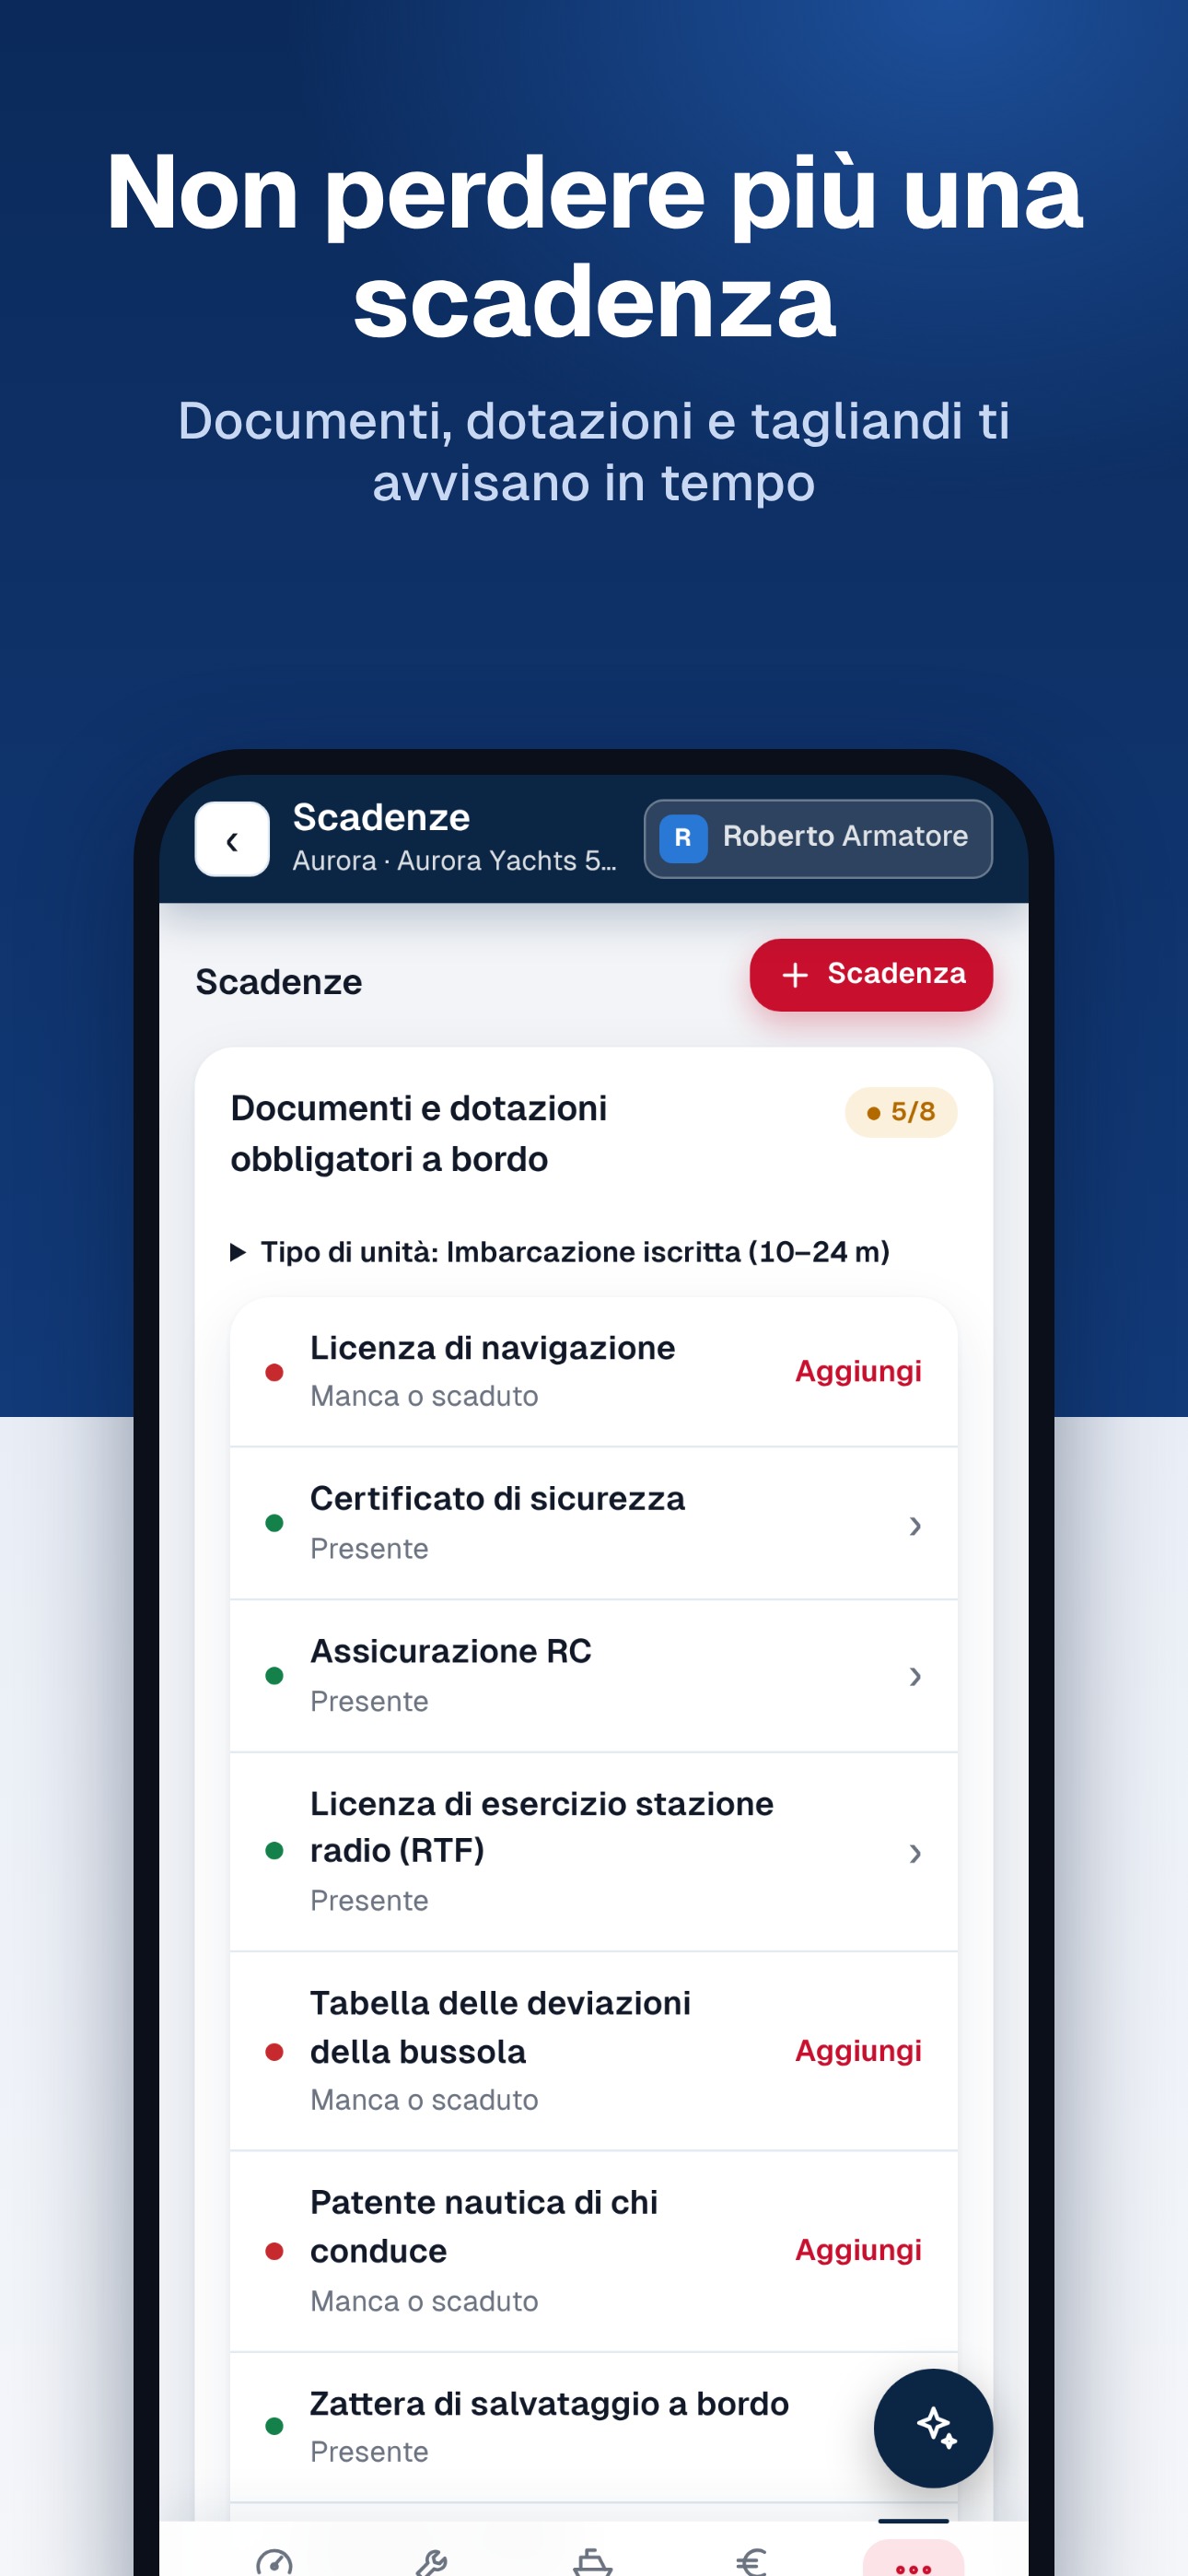 Non perdere più una
scadenza
Documenti, dotazioni e tagliandi ti
avvisano in tempo
‹
Scadenze
Aurora · Aurora Yachts 5...
R Roberto Armatore
Scadenze
+ Scadenza
Documenti e dotazioni
obbligatori a bordo
5/8
Tipo di unità: Imbarcazione iscritta (10–24 m)
Licenza di navigazione
Manca o scaduto
Aggiungi
Certificato di sicurezza
Presente
›
Assicurazione RC
Presente
›
Licenza di esercizio stazione
radio (RTF)
Presente
›
Tabella delle deviazioni
della bussola
Manca o scaduto
Aggiungi
Patente nautica di chi
conduce
Manca o scaduto
Aggiungi
Zattera di salvataggio a bordo
Presente
€